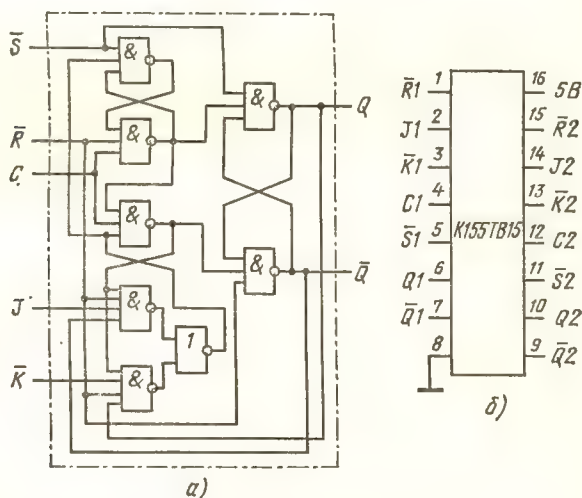 S̅
&
&
Q
R̅
&
C
&
&
Q̅
J
&
1
K̅
&
а)
R̅1 1
J1 2
K̅1 3
C1 4
S̅1 5
Q1 6
Q̅1 7
8
К155ТВ15
16 5В
15 R̅2
14 J2
13 K̅2
12 C2
11 S̅2
10 Q2
9 Q̅2
б)